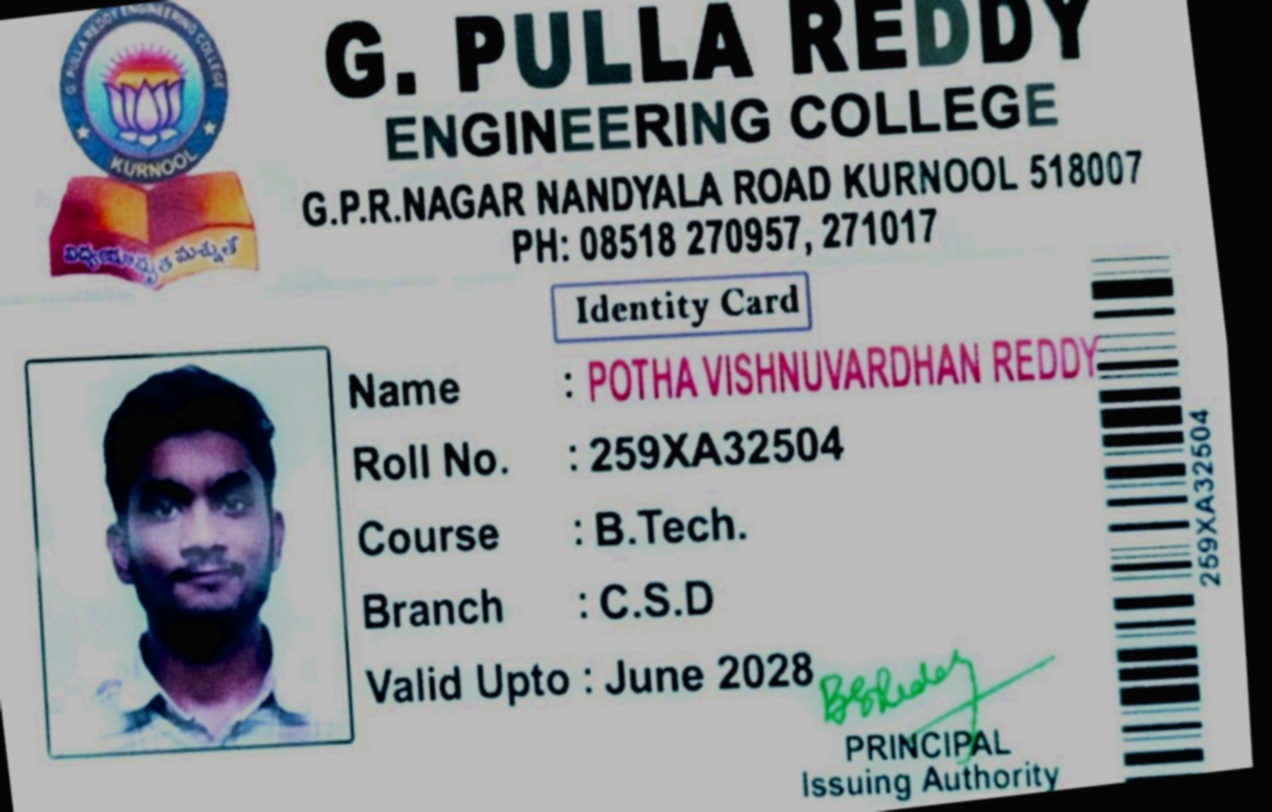 G. PULLA REDDY ENGINEERING COLLEGE
KURNOOL
G. PULLA REDDY
ENGINEERING COLLEGE
G.P.R.NAGAR NANDYALA ROAD KURNOOL 518007
PH: 08518 270957, 271017
Identity Card
Name : POTHA VISHNUVARDHAN REDDY
Roll No. : 259XA32504
Course : B.Tech.
Branch : C.S.D
Valid Upto : June 2028
PRINCIPAL
Issuing Authority
259XA32504